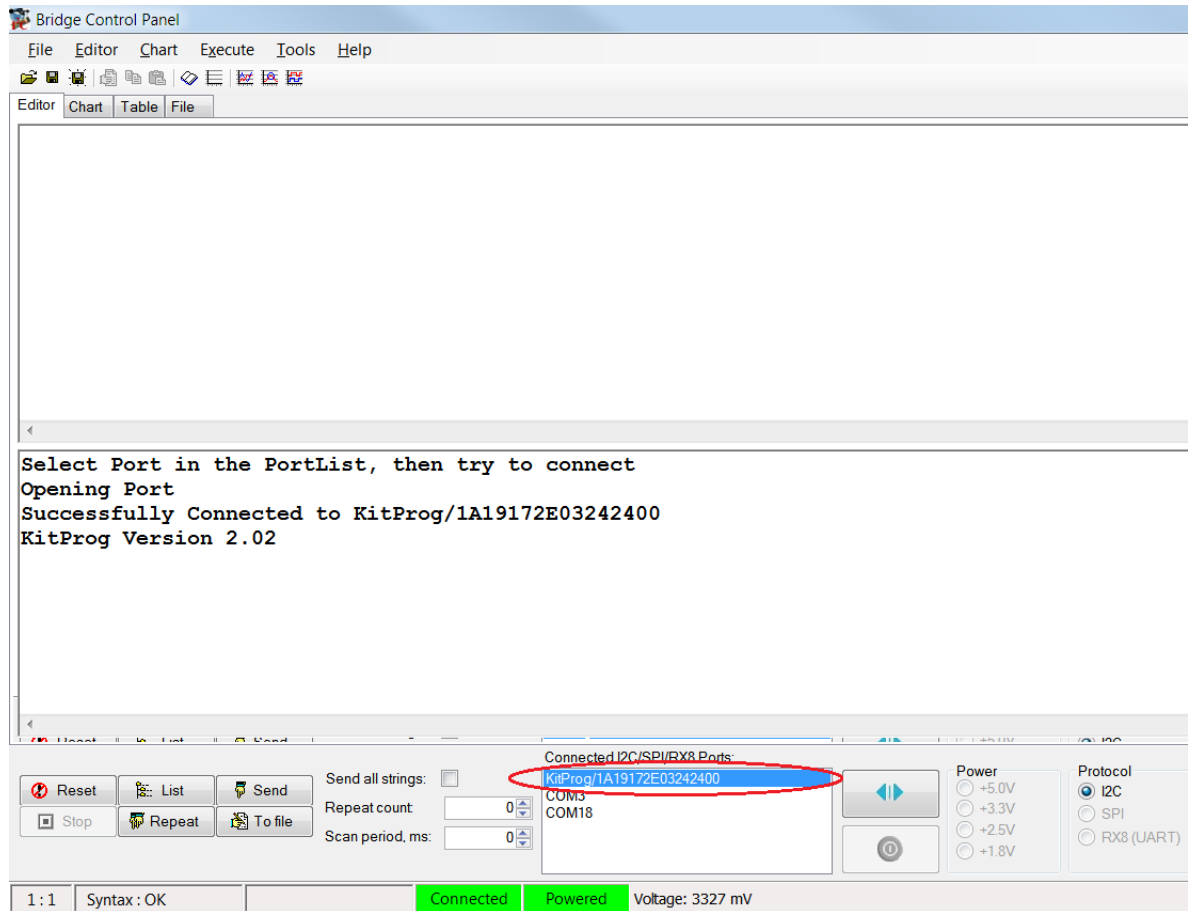 Bridge Control Panel
File Editor Chart Execute Tools Help
Editor Chart Table File
Select Port in the PortList, then try to connect
Opening Port
Successfully Connected to KitProg/1A19172E03242400
KitProg Version 2.02
Reset List Send
Connected I2C/SPI/RX8 Ports:
KitProg/1A19172E03242400
COM3
COM18
Reset List Send
Stop Repeat To file
Send all strings:
Repeat count: 0
Scan period, ms: 0
Power
+5.0V
+3.3V
+2.5V
+1.8V
Protocol
I2C
SPI
RX8 (UART)
1:1 Syntax : OK Connected Powered Voltage: 3327 mV